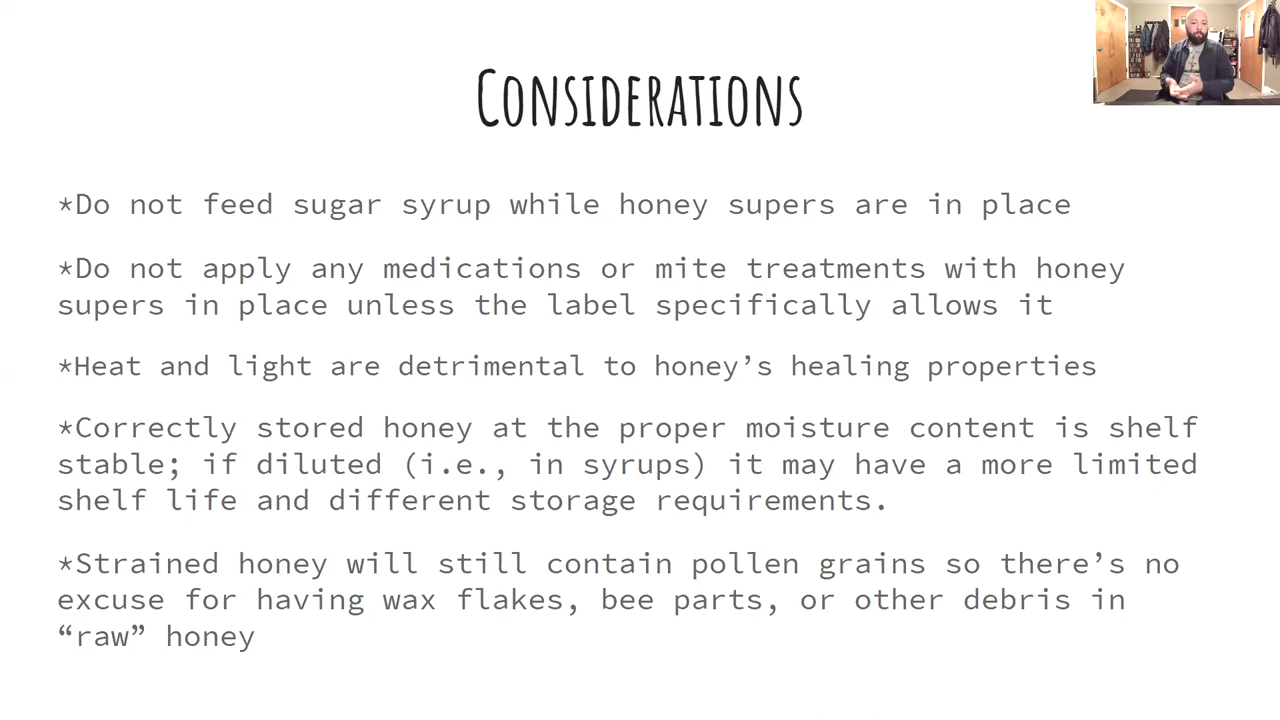 Considerations
*Do not feed sugar syrup while honey supers are in place
*Do not apply any medications or mite treatments with honey
supers in place unless the label specifically allows it
*Heat and light are detrimental to honey’s healing properties
*Correctly stored honey at the proper moisture content is shelf
stable; if diluted (i.e., in syrups) it may have a more limited
shelf life and different storage requirements.
*Strained honey will still contain pollen grains so there’s no
excuse for having wax flakes, bee parts, or other debris in
“raw” honey